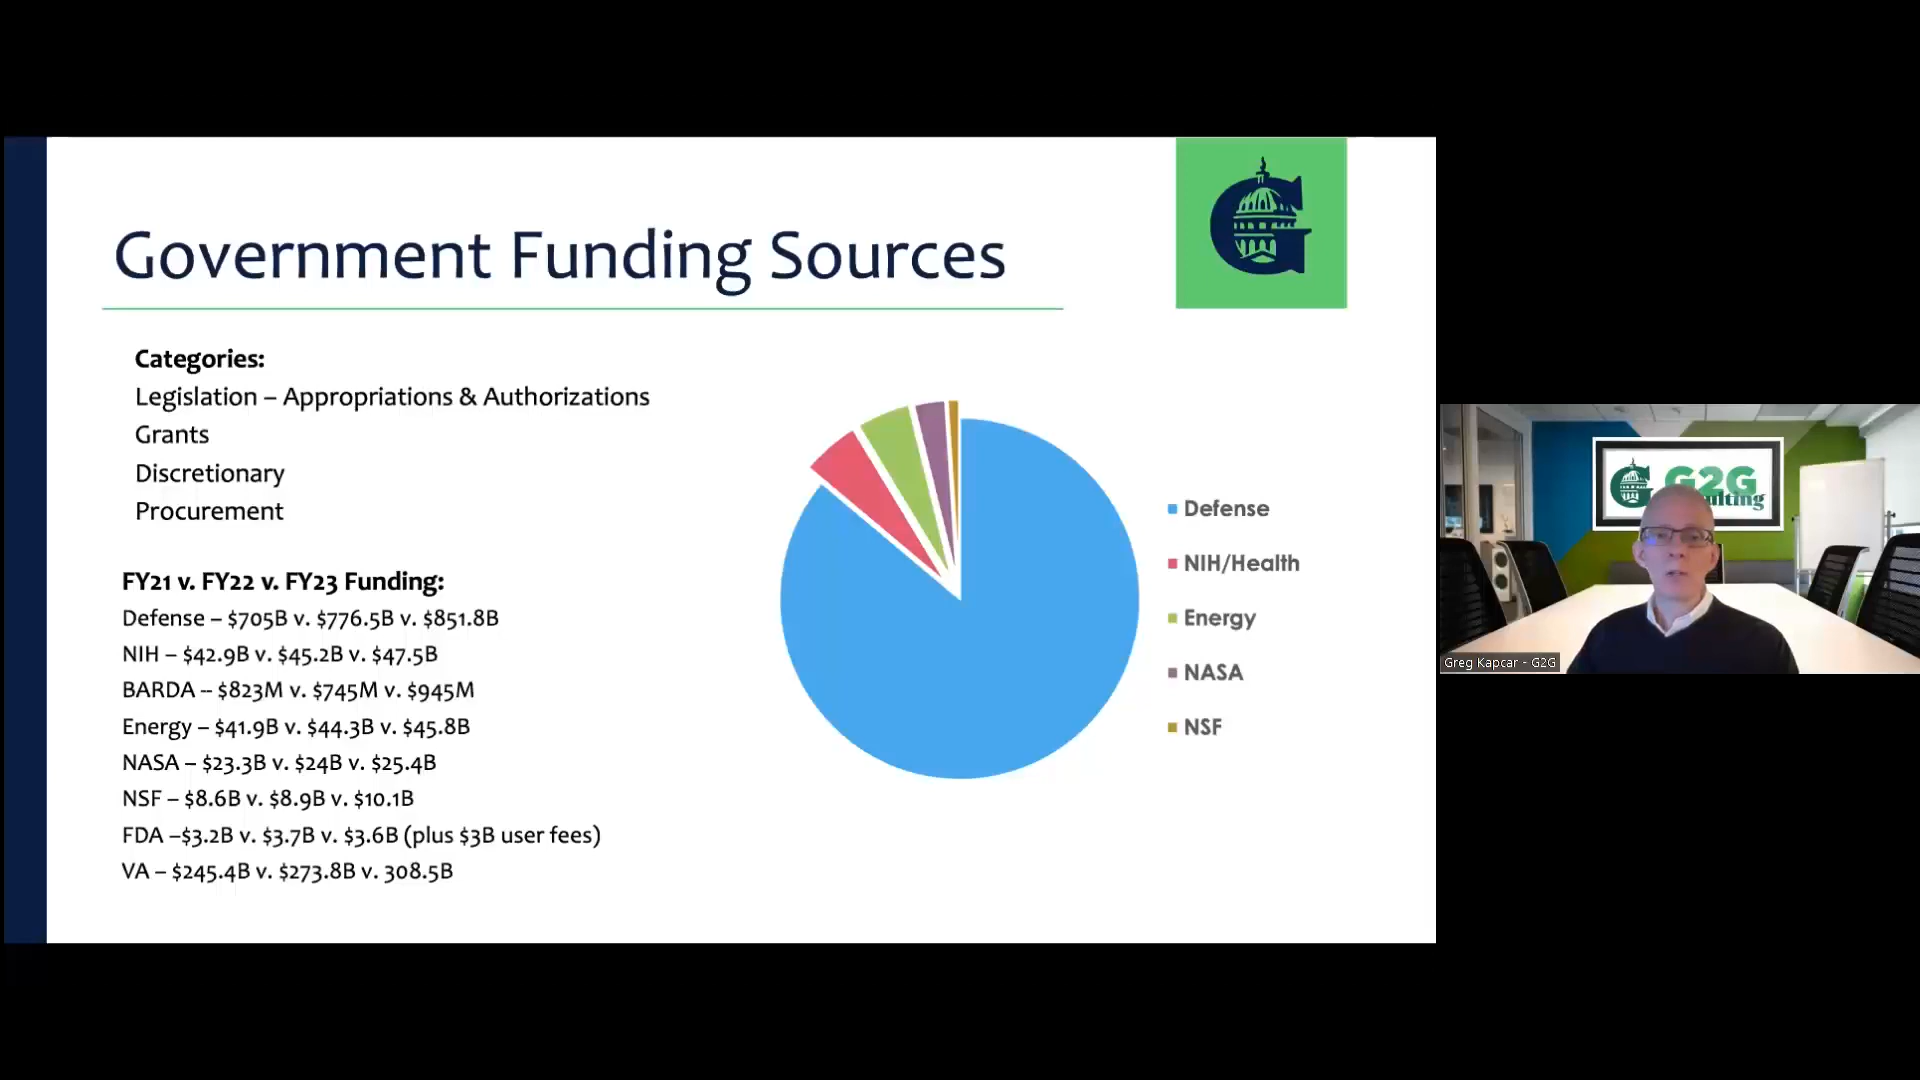 Government Funding Sources
Categories:
Legislation – Appropriations & Authorizations
Grants
Discretionary
Procurement
FY21 v. FY22 v. FY23 Funding:
Defense – $705B v. $776.5B v. $851.8B
NIH – $42.9B v. $45.2B v. $47.5B
BARDA -- $823M v. $745M v. $945M
Energy – $41.9B v. $44.3B v. $45.8B
NASA – $23.3B v. $24B v. $25.4B
NSF – $8.6B v. $8.9B v. $10.1B
FDA –$3.2B v. $3.7B v. $3.6B (plus $3B user fees)
VA – $245.4B v. $273.8B v. 308.5B
Defense
NIH/Health
Energy
NASA
NSF
G2G
Greg Kapcar - G2G